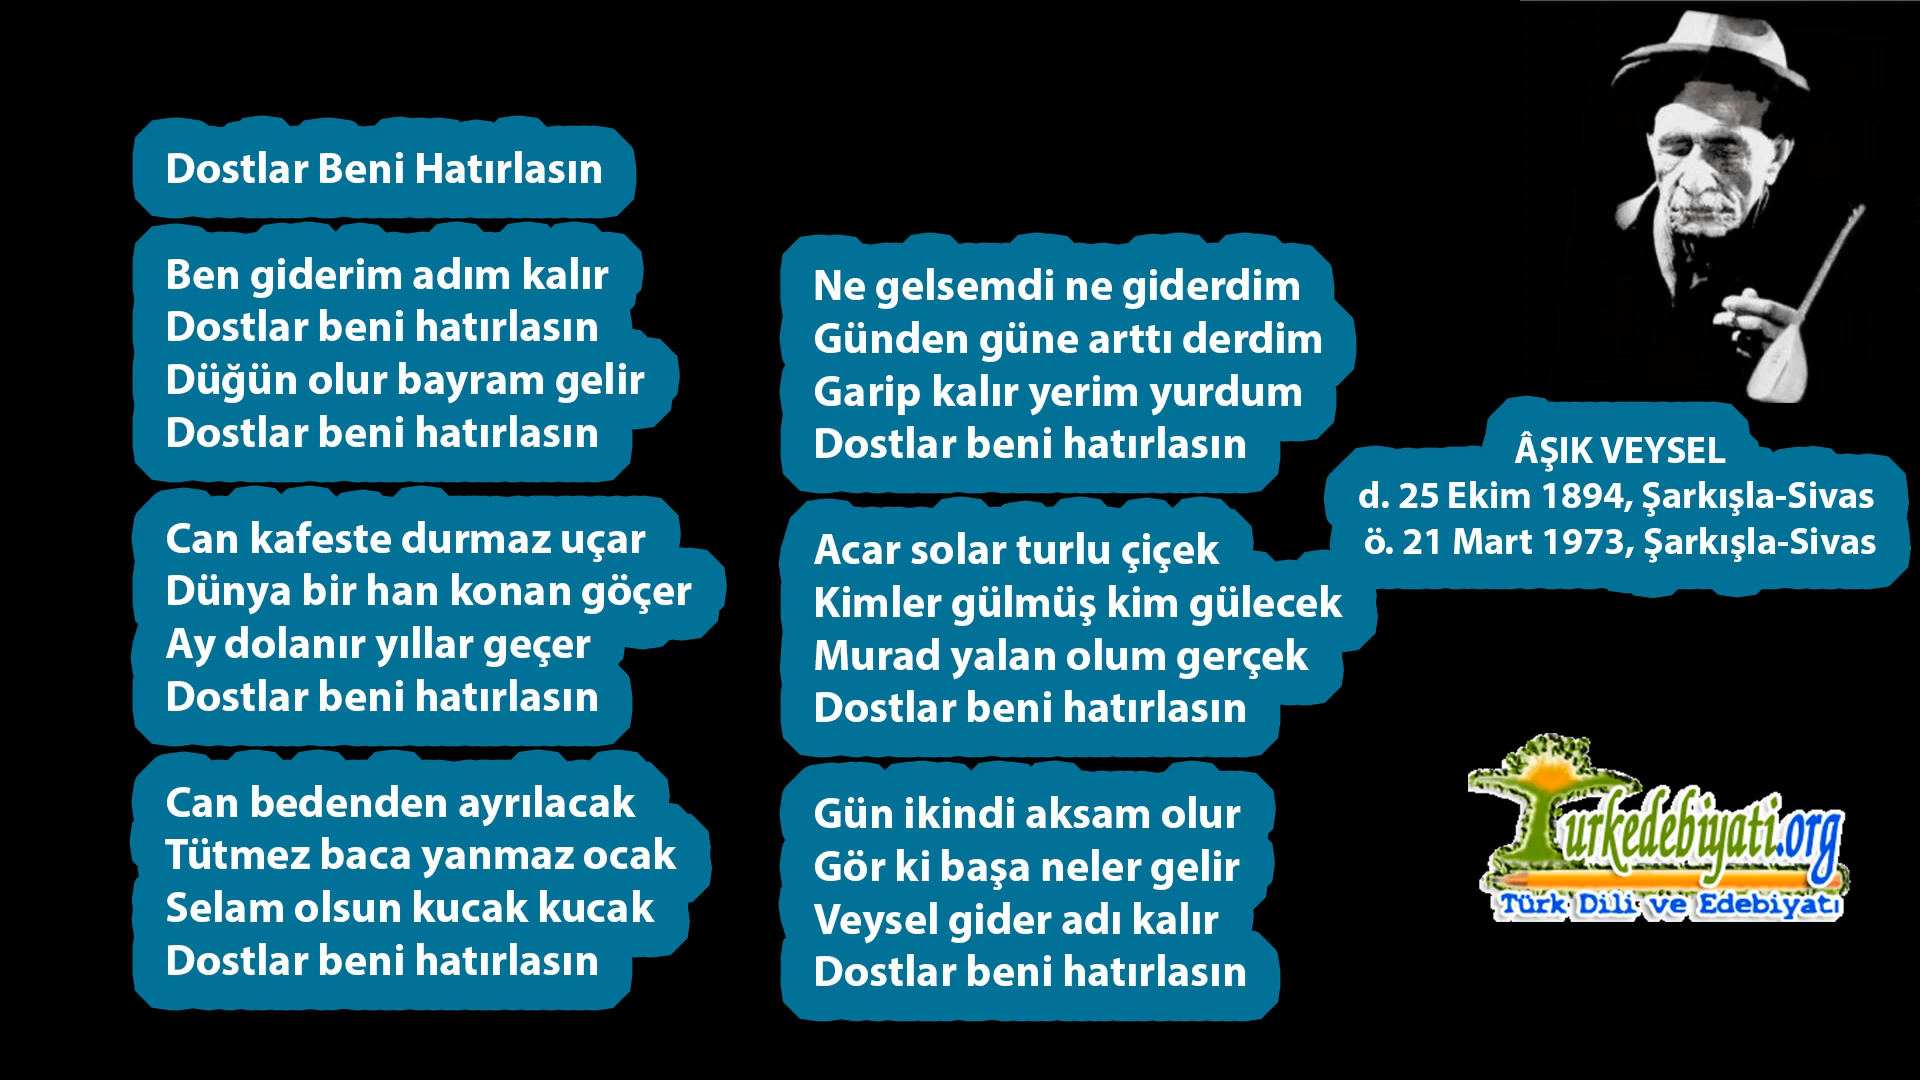 Dostlar Beni Hatırlasın
Ben giderim adım kalır
Dostlar beni hatırlasın
Düğün olur bayram gelir
Dostlar beni hatırlasın
Can kafeste durmaz uçar
Dünya bir han konan göçer
Ay dolanır yıllar geçer
Dostlar beni hatırlasın
Can bedenden ayrılacak
Tütmez baca yanmaz ocak
Selam olsun kucak kucak
Dostlar beni hatırlasın
Ne gelsemdi ne giderdim
Günden güne arttı derdim
Garip kalır yerim yurdum
Dostlar beni hatırlasın
Acar solar turlu çiçek
Kimler gülmüş kim gülecek
Murad yalan olum gerçek
Dostlar beni hatırlasın
Gün ikindi aksam olur
Gör ki başa neler gelir
Veysel gider adı kalır
Dostlar beni hatırlasın
ÂŞIK VEYSEL
d. 25 Ekim 1894, Şarkışla-Sivas
ö. 21 Mart 1973, Şarkışla-Sivas
Turkedebiyati.org
Türk Dili ve Edebiyatı